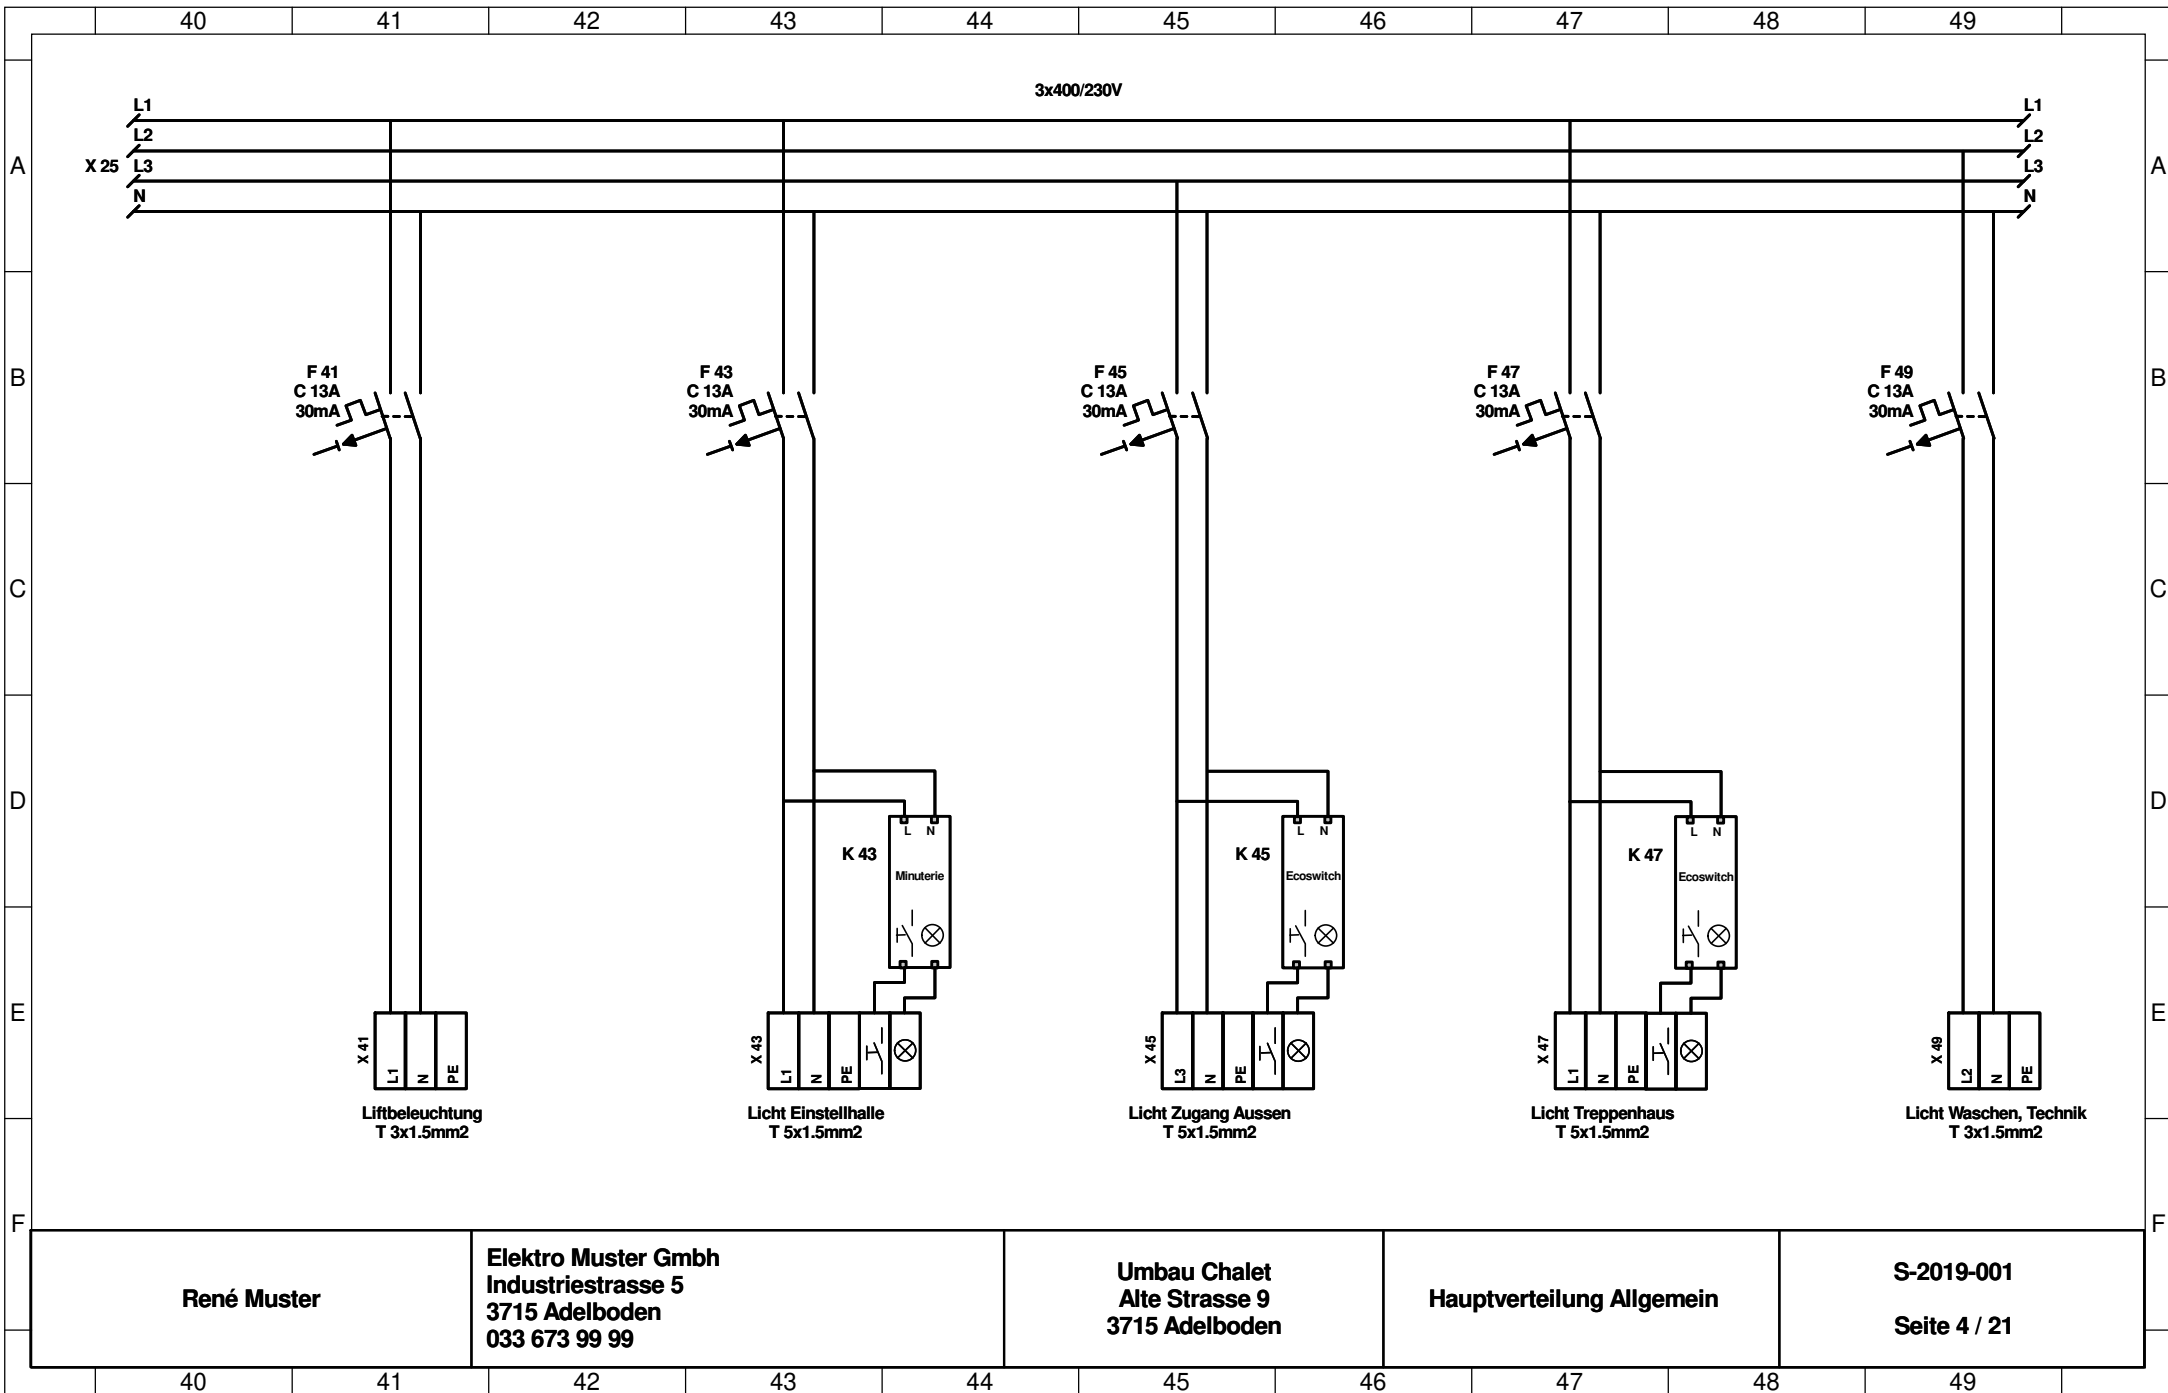 40 41 42 43 44 45 46 47 48 49
3x400/230V
L1 L1
L2 L2
A X 25 L3 L3 A
N N
B B
F 41
C 13A
30mA
F 43
C 13A
30mA
F 45
C 13A
30mA
F 47
C 13A
30mA
F 49
C 13A
30mA
C C
D D
L N
K 43
Minuterie
L N
K 45
Ecoswitch
L N
K 47
Ecoswitch
E E
X 41
L1 N PE
Liftbeleuchtung
T 3x1.5mm2
X 43
L1 N PE
Licht Einstellhalle
T 5x1.5mm2
X 45
L3 N PE
Licht Zugang Aussen
T 5x1.5mm2
X 47
L1 N PE
Licht Treppenhaus
T 5x1.5mm2
X 49
L2 N PE
Licht Waschen, Technik
T 3x1.5mm2
F F
René Muster
Elektro Muster Gmbh
Industriestrasse 5
3715 Adelboden
033 673 99 99
Umbau Chalet
Alte Strasse 9
3715 Adelboden
Hauptverteilung Allgemein
S-2019-001
Seite 4 / 21
40 41 42 43 44 45 46 47 48 49